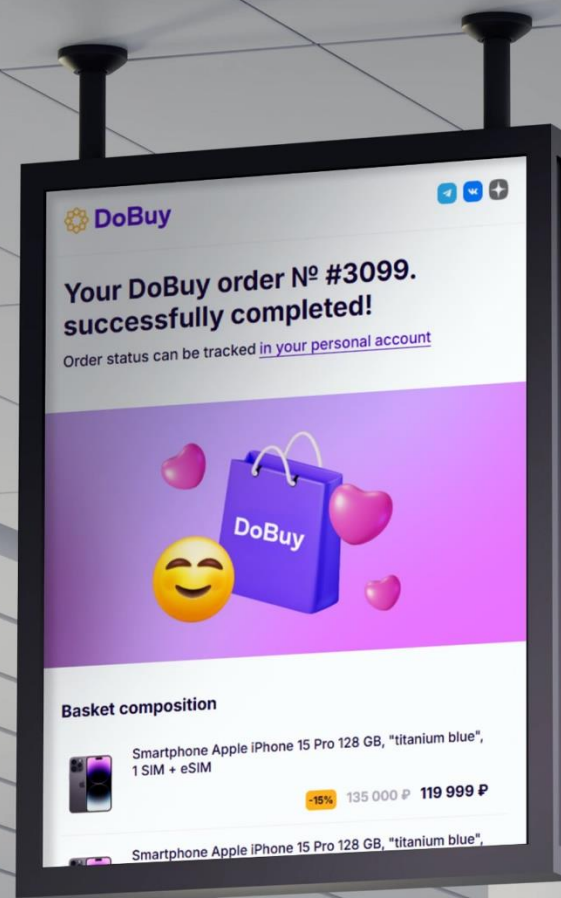 DoBuy
Your DoBuy order № #3099.
successfully completed!
Order status can be tracked in your personal account
DoBuy
Basket composition
Smartphone Apple iPhone 15 Pro 128 GB, "titanium blue",
1 SIM + eSIM
-15% 135 000 ₽ 119 999 ₽
Smartphone Apple iPhone 15 Pro 128 GB, "titanium blue",